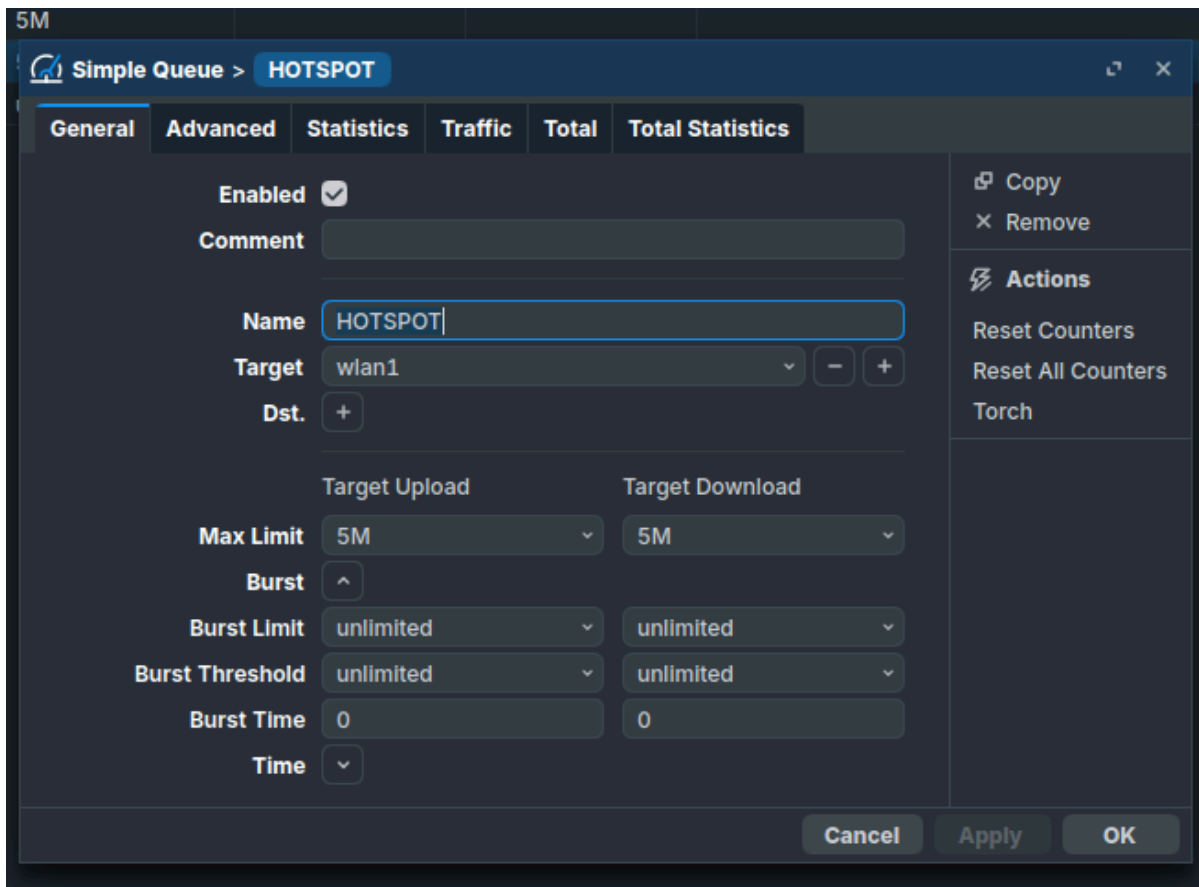 5M
Simple Queue > HOTSPOT
General Advanced Statistics Traffic Total Total Statistics
Enabled
Comment
Name HOTSPOT
Target wlan1
Dst.
Target Upload Target Download
Max Limit 5M 5M
Burst
Burst Limit unlimited unlimited
Burst Threshold unlimited unlimited
Burst Time 0 0
Time
Copy
Remove
Actions
Reset Counters
Reset All Counters
Torch
Cancel Apply OK